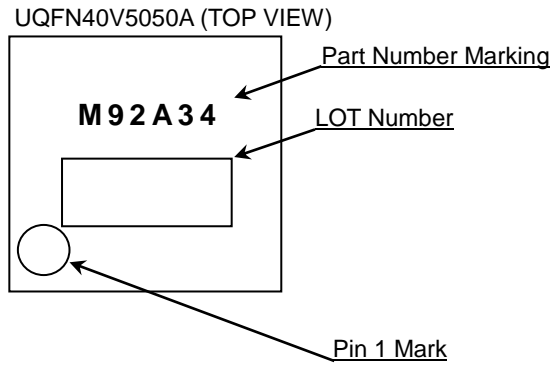 UQFN40V5050A (TOP VIEW)
Part Number Marking
M92A34
LOT Number
Pin 1 Mark